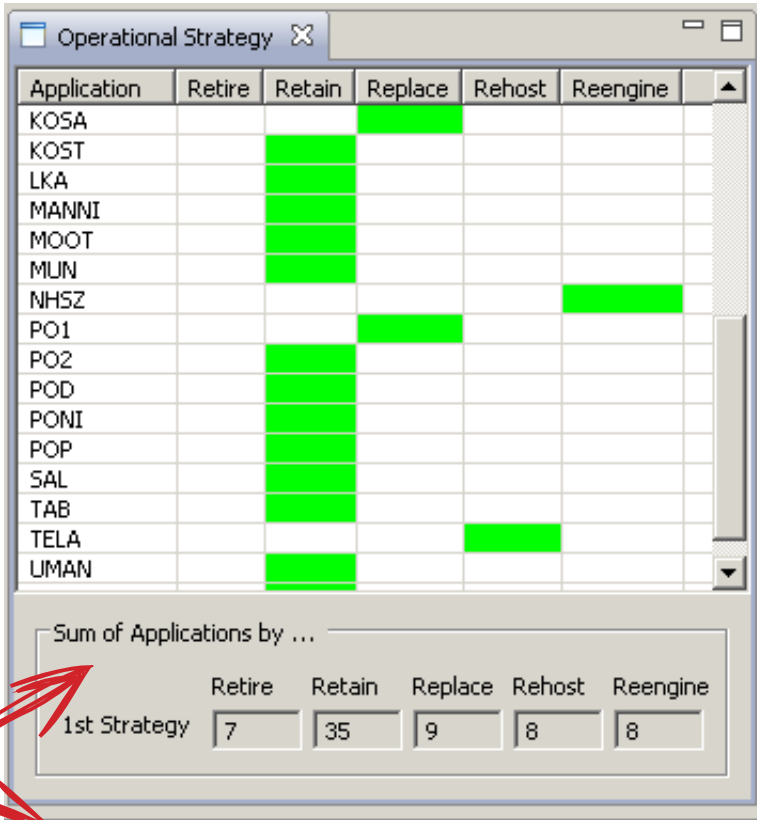 Operational Strategy
Application Retire Retain Replace Rehost Reengine
KOSA
KOST
LKA
MANNI
MOOT
MUN
NHSZ
PO1
PO2
POD
PONI
POP
SAL
TAB
TELA
UMAN
Sum of Applications by ...
Retire Retain Replace Rehost Reengine
1st Strategy 7 35 9 8 8